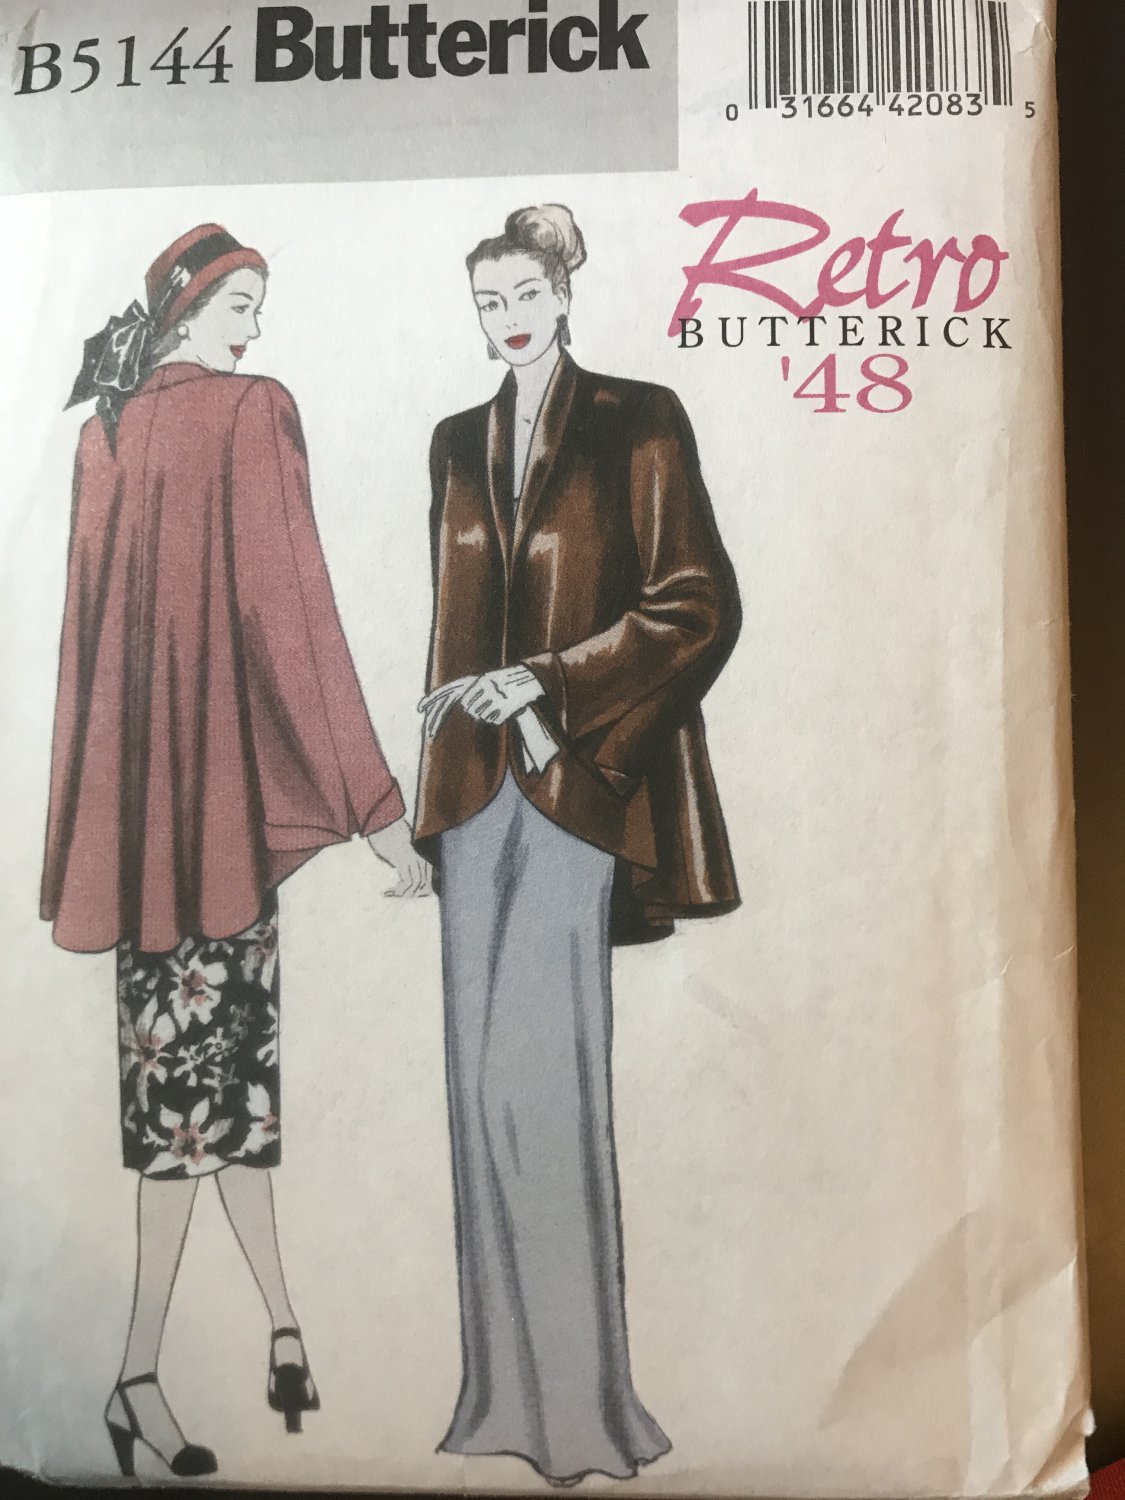 B5144 Butterick
0 31664 42083 5
Retro
BUTTERICK
'48